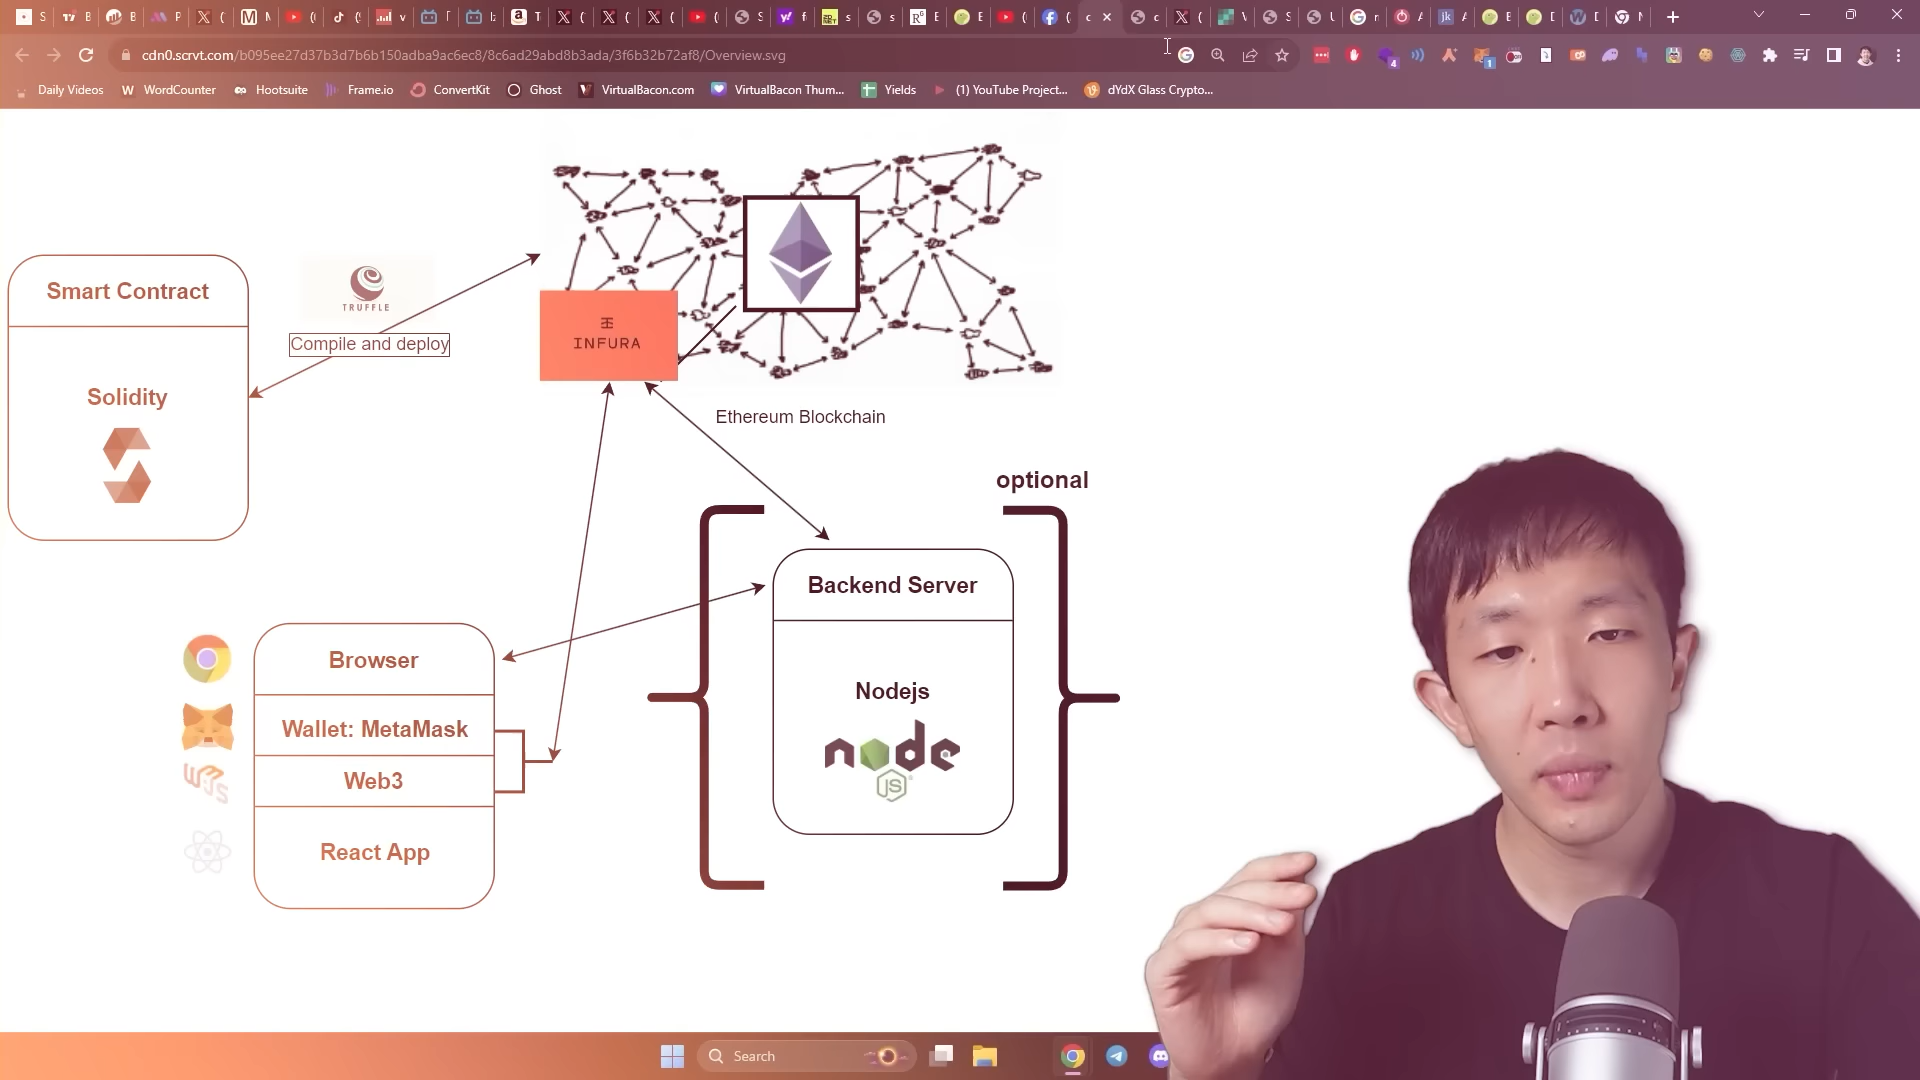 cdn0.scrvt.com/b095ee27d37b3d7b6b150adba9ac6ec8/8c6ad29abd8b3ada/3f6b32b72af8/Overview.svg
Daily Videos
WordCounter
Hootsuite
Frame.io
ConvertKit
Ghost
VirtualBacon.com
VirtualBacon Thum...
Yields
(1) YouTube Project...
dYdX Glass Crypto...
Smart Contract
TRUFFLE
Compile and deploy
INFURA
Solidity
Ethereum Blockchain
optional
Backend Server
Browser
Nodejs
Wallet: MetaMask
node
JS
Web3
React App
Search